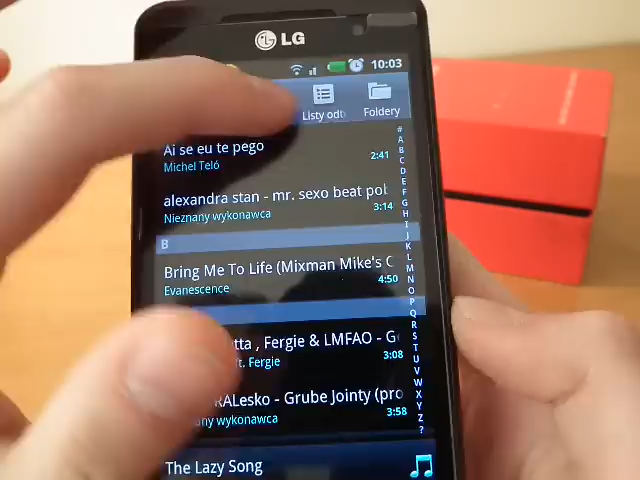 LG
10:03
Listy odt
Foldery
Ai se eu te pego
Michel Teló
2:41
alexandra stan - mr. sexo beat pol
Nieznany wykonawca
3:14
B
Bring Me To Life (Mixman Mike's C
Evanescence
4:50
tta , Fergie & LMFAO - G
ft. Fergie
3:08
RALesko - Grube Jointy (pro
any wykonawca
3:58
The Lazy Song
#
A
B
C
D
E
F
G
H
I
J
K
L
M
N
O
P
Q
R
S
T
U
V
W
X
Y
Z
?